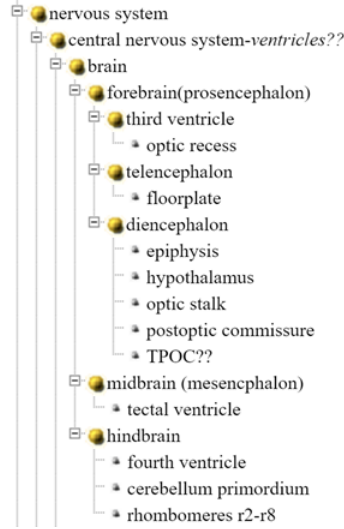 nervous system
central nervous system-ventricles??
brain
forebrain(prosencephalon)
third ventricle
optic recess
telencephalon
floorplate
diencephalon
epiphysis
hypothalamus
optic stalk
postoptic commissure
TPOC??
midbrain (mesencphalon)
tectal ventricle
hindbrain
fourth ventricle
cerebellum primordium
rhombomeres r2-r8